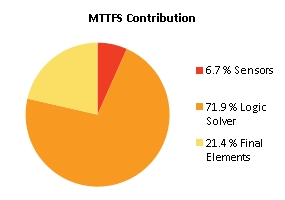 MTTFS Contribution
6.7 % Sensors
71.9 % Logic
Solver
21.4 % Final
Elements